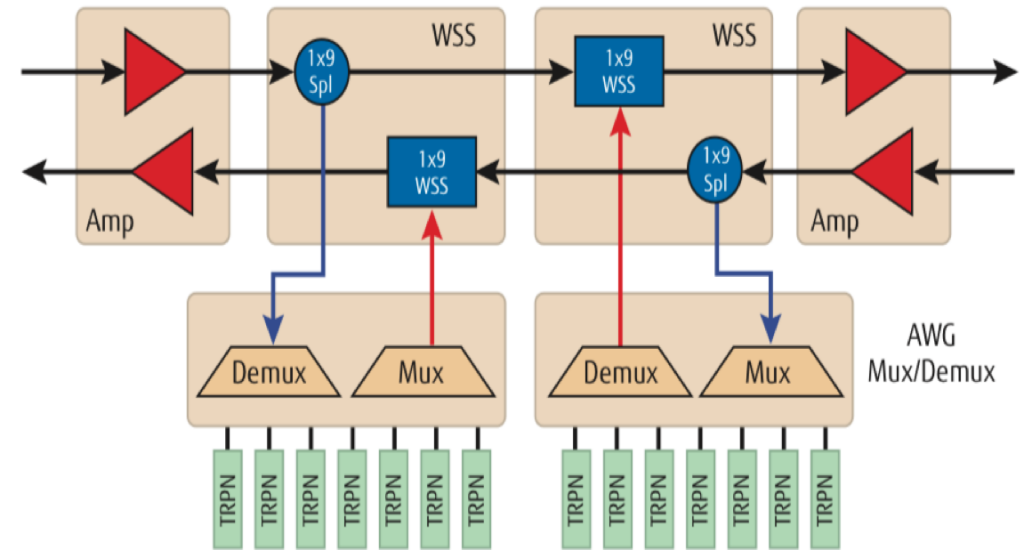 WSS
WSS
1x9
Spl
1x9
WSS
1x9
WSS
1x9
Spl
Amp
Amp
Demux
Mux
Demux
Mux
AWG
Mux/Demux
TRPN
TRPN
TRPN
TRPN
TRPN
TRPN
TRPN
TRPN
TRPN
TRPN
TRPN
TRPN
TRPN
TRPN